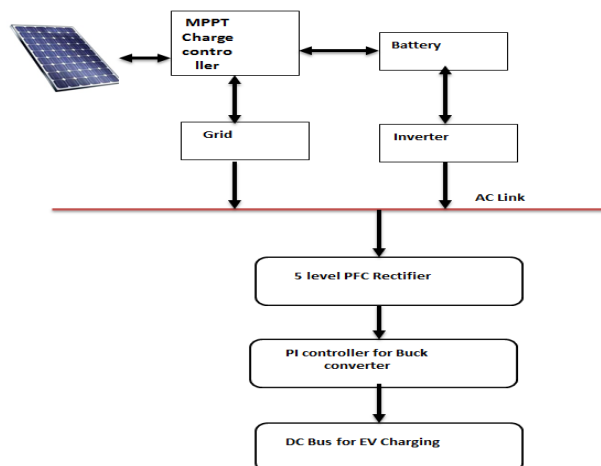 MPPT
Charge
contro
ller
Battery
Grid
Inverter
AC Link
5 level PFC Rectifier
PI controller for Buck
converter
DC Bus for EV Charging